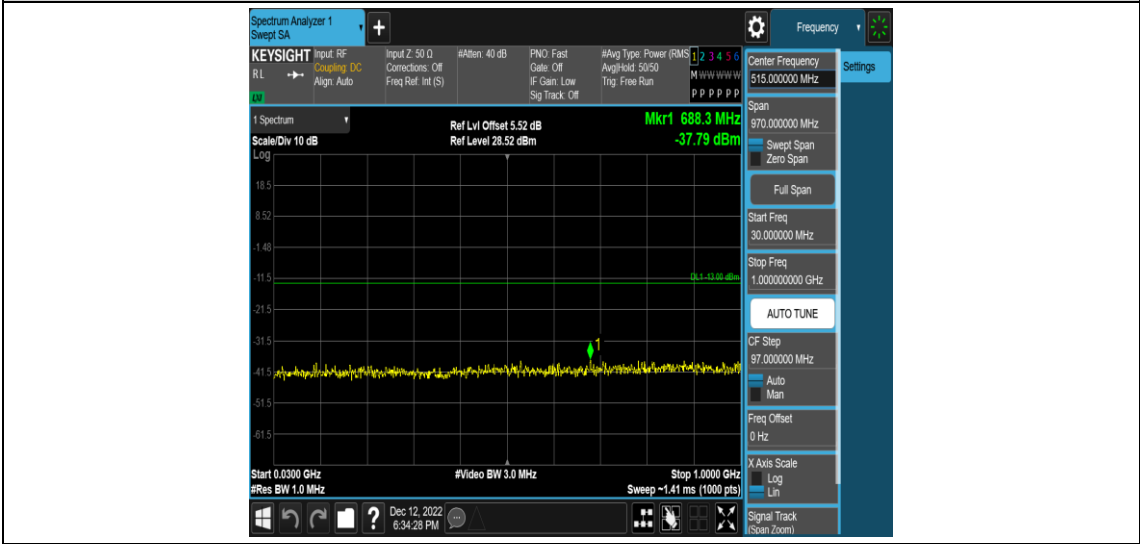 Spectrum Analyzer 1
Swept SA
+
Frequency
KEYSIGHT
RL
Input: RF
Coupling: DC
Align: Auto
Input Z: 50 Ω
Corrections: Off
Freq Ref: Int (S)
#Atten: 40 dB
PNO: Fast
Gate: Off
IF Gain: Low
Sig Track: Off
#Avg Type: Power (RMS
Avg|Hold: 50/50
Trig: Free Run
1 2 3 4 5 6
M W W W W W
P P P P P P
1 Spectrum
Scale/Div 10 dB
Log
Ref Lvl Offset 5.52 dB
Ref Level 28.52 dBm
Mkr1 688.3 MHz
-37.79 dBm
18.5
8.52
-1.48
-11.5
DL1 -13.00 dBm
-21.5
-31.5
1
-41.5
-51.5
-61.5
Start 0.0300 GHz
#Res BW 1.0 MHz
#Video BW 3.0 MHz
Stop 1.0000 GHz
Sweep ~1.41 ms (1000 pts)
?
Dec 12, 2022
6:34:28 PM
Center Frequency
515.000000 MHz
Settings
Span
970.000000 MHz
Swept Span
Zero Span
Full Span
Start Freq
30.000000 MHz
Stop Freq
1.000000000 GHz
AUTO TUNE
CF Step
97.000000 MHz
Auto
Man
Freq Offset
0 Hz
X Axis Scale
Log
Lin
Signal Track
(Span Zoom)